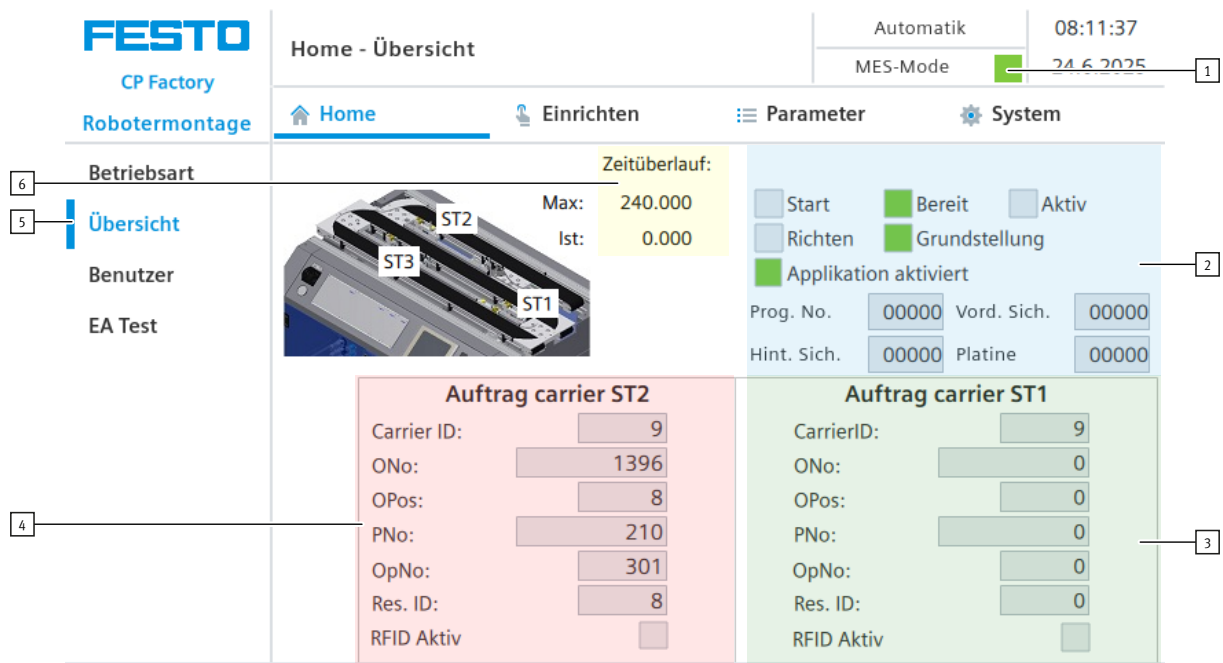 FESTO
CP Factory
Robotermontage
Home - Übersicht
Automatik
08:11:37
MES-Mode
24.6.2025
1
Home
Einrichten
Parameter
System
Betriebsart
Übersicht
Benutzer
EA Test
6
5
Zeitüberlauf:
Max: 240.000
Ist: 0.000
ST2
ST3
ST1
Start Bereit Aktiv
Richten Grundstellung
Applikation aktiviert
Prog. No. 00000 Vord. Sich. 00000
Hint. Sich. 00000 Platine 00000
2
Auftrag carrier ST2
Carrier ID: 9
ONo: 1396
OPos: 8
PNo: 210
OpNo: 301
Res. ID: 8
RFID Aktiv
4
Auftrag carrier ST1
CarrierID: 9
ONo: 0
OPos: 0
PNo: 0
OpNo: 0
Res. ID: 0
RFID Aktiv
3